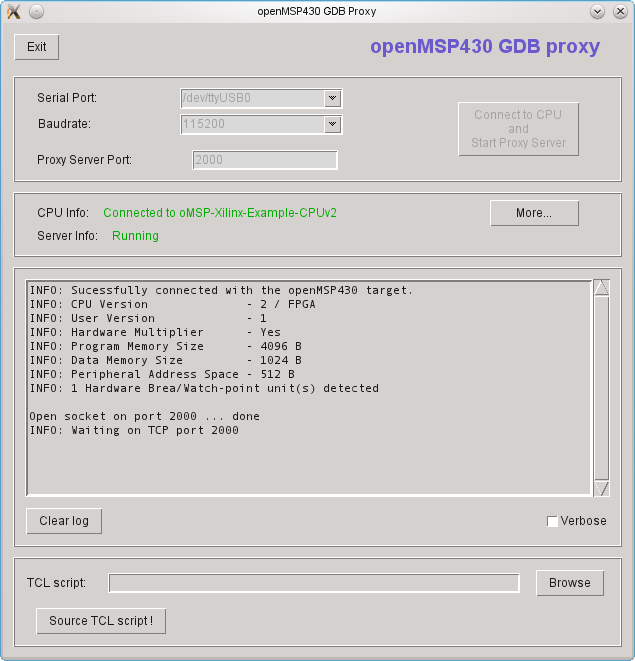 openMSP430 GDB Proxy
Exit
openMSP430 GDB proxy
Serial Port:
/dev/ttyUSB0
Baudrate:
115200
Connect to CPU
and
Start Proxy Server
Proxy Server Port:
2000
CPU Info:
Connected to oMSP-Xilinx-Example-CPUv2
More...
Server Info:
Running
INFO: Sucessfully connected with the openMSP430 target.
INFO: CPU Version              - 2 / FPGA
INFO: User Version             - 1
INFO: Hardware Multiplier      - Yes
INFO: Program Memory Size      - 4096 B
INFO: Data Memory Size         - 1024 B
INFO: Peripheral Address Space - 512 B
INFO: 1 Hardware Brea/Watch-point unit(s) detected
Open socket on port 2000 ... done
INFO: Waiting on TCP port 2000
Clear log
Verbose
TCL script:
Browse
Source TCL script !